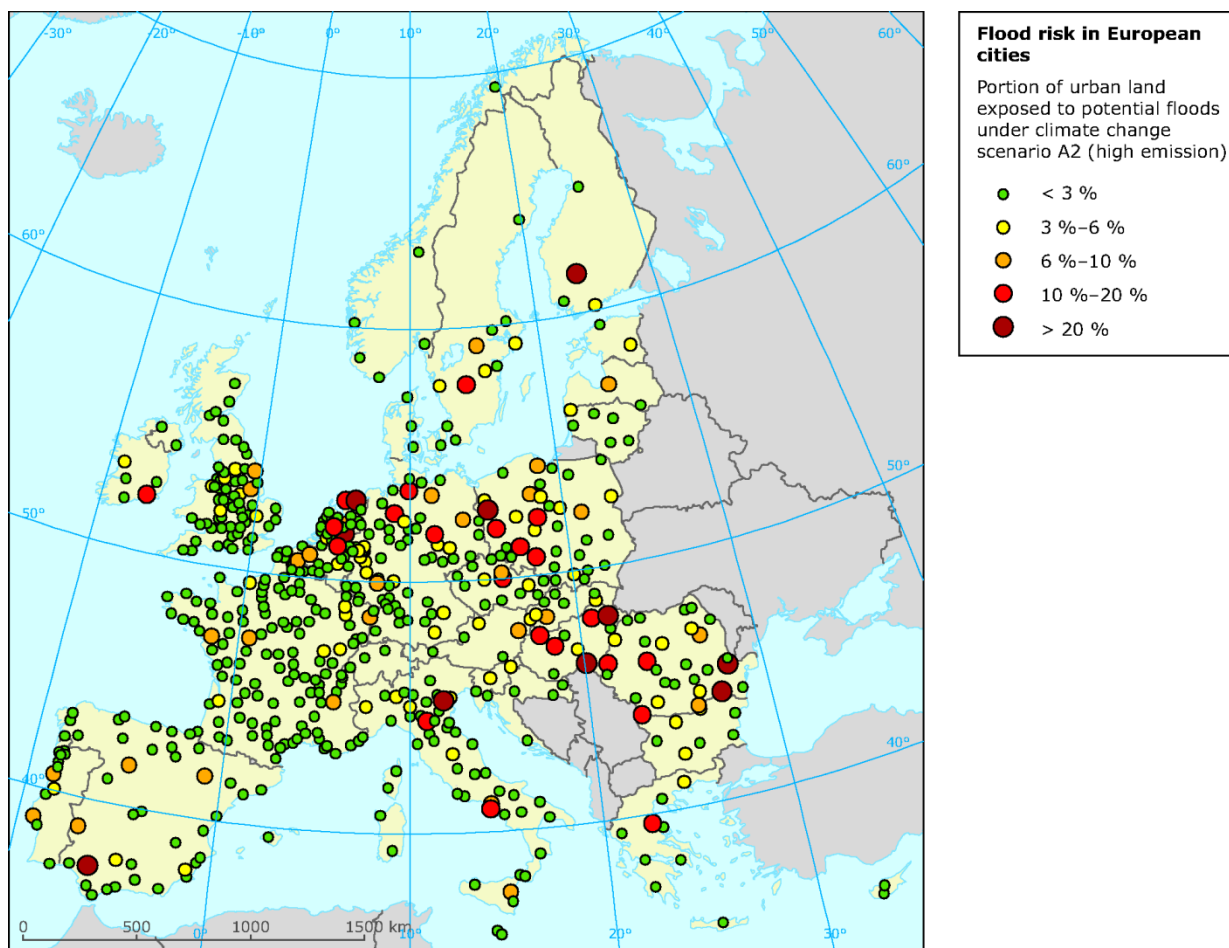 -30°
-20°
-10°
0°
10°
20°
30°
40°
50°
60°
60°
60°
50°
50°
40°
40°
0
500
1000
1500 km
0°
10°
20°
30°
Flood risk in European
cities
Portion of urban land
exposed to potential floods
under climate change
scenario A2 (high emission)
< 3 %
3 %–6 %
6 %–10 %
10 %–20 %
> 20 %